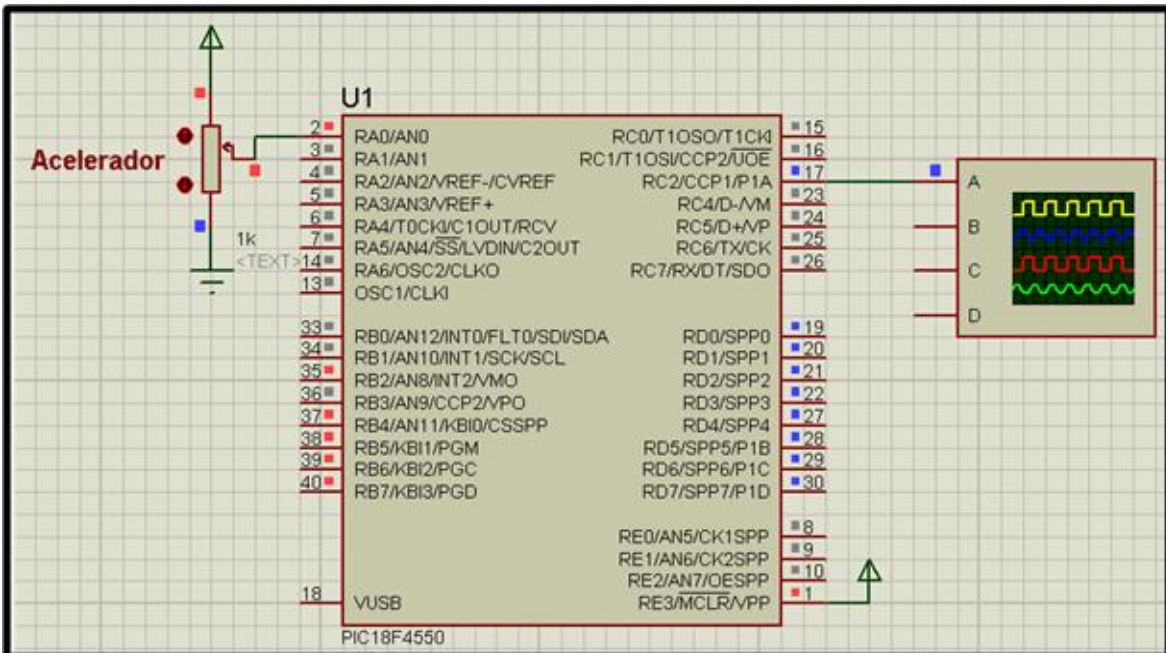 U1
Acelerador
1k
<TEXT>
2 RA0/AN0
3 RA1/AN1
4 RA2/AN2/VREF-/CVREF
5 RA3/AN3/VREF+
6 RA4/T0CKI/C1OUT/RCV
7 RA5/AN4/SS/LVDIN/C2OUT
14 RA6/OSC2/CLKO
13 OSC1/CLKI
33 RB0/AN12/INT0/FLT0/SDI/SDA
34 RB1/AN10/INT1/SCK/SCL
35 RB2/AN8/INT2/VMO
36 RB3/AN9/CCP2/VPO
37 RB4/AN11/KBI0/CSSPP
38 RB5/KBI1/PGM
39 RB6/KBI2/PGC
40 RB7/KBI3/PGD
18 VUSB
RC0/T1OSO/T1CKI 15
RC1/T1OSI/CCP2/UOE 16
RC2/CCP1/P1A 17
RC4/D-/VM 23
RC5/D+/VP 24
RC6/TX/CK 25
RC7/RX/DT/SDO 26
RD0/SPP0 19
RD1/SPP1 20
RD2/SPP2 21
RD3/SPP3 22
RD4/SPP4 27
RD5/SPP5/P1B 28
RD6/SPP6/P1C 29
RD7/SPP7/P1D 30
RE0/AN5/CK1SPP 8
RE1/AN6/CK2SPP 9
RE2/AN7/OESPP 10
RE3/MCLR/VPP 1
PIC18F4550
A
B
C
D